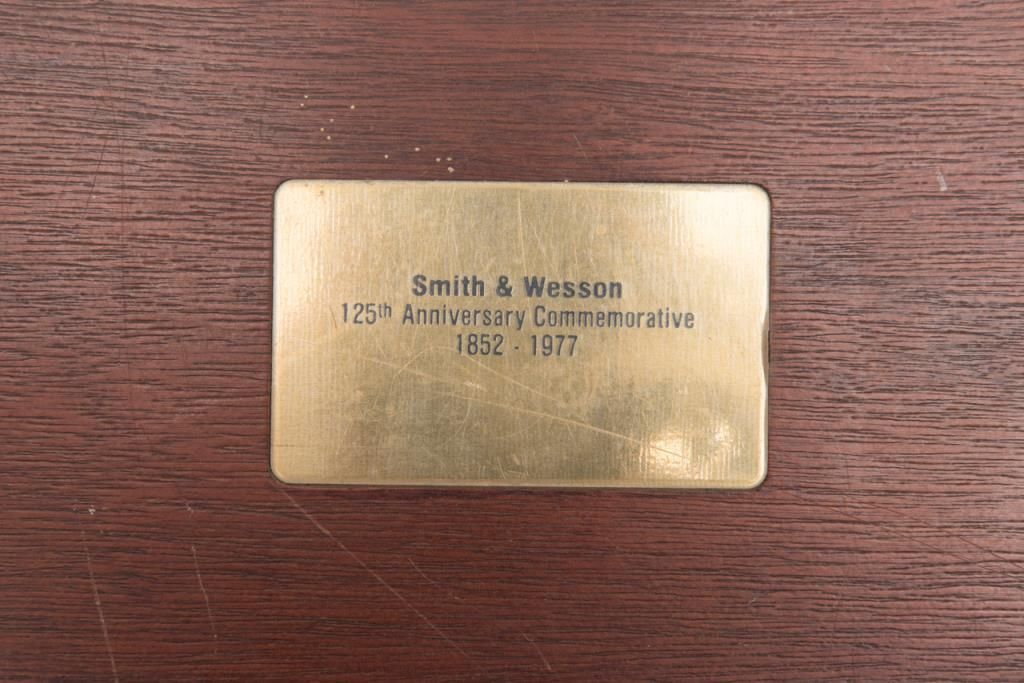 Smith & Wesson
125th Anniversary Commemorative
1852 - 1977